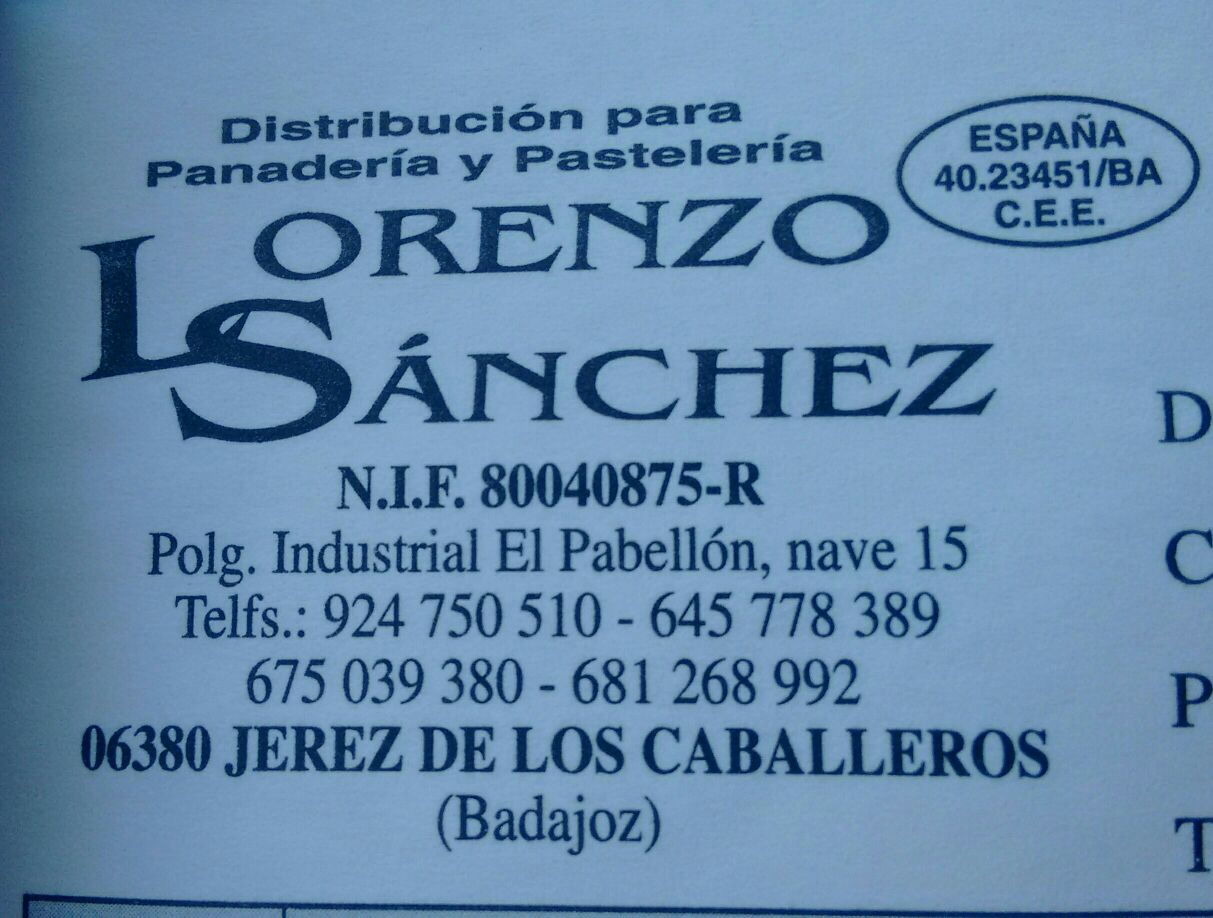 Distribución para
Panadería y Pastelería
LORENZO
SÁNCHEZ
ESPAÑA
40.23451/BA
C.E.E.
N.I.F. 80040875-R
Polg. Industrial El Pabellón, nave 15
Telfs.: 924 750 510 - 645 778 389
675 039 380 - 681 268 992
06380 JEREZ DE LOS CABALLEROS
(Badajoz)
D
C
P
T